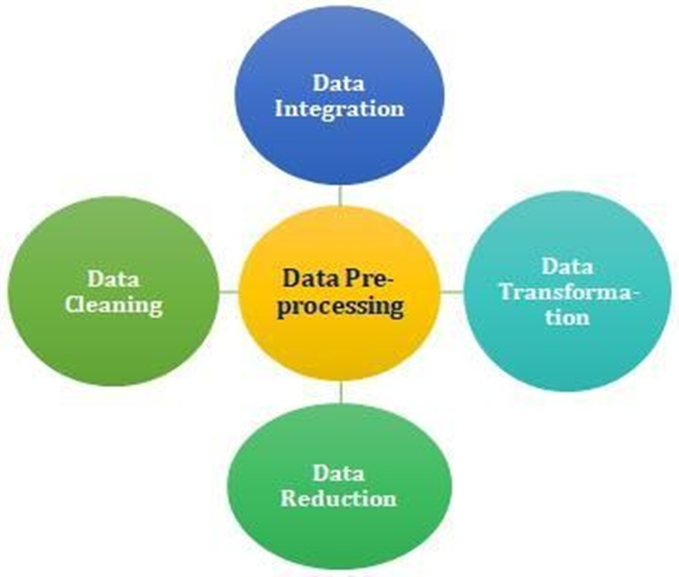 Data
Integration
Data
Cleaning
Data Pre-
processing
Data
Transforma-
tion
Data
Reduction